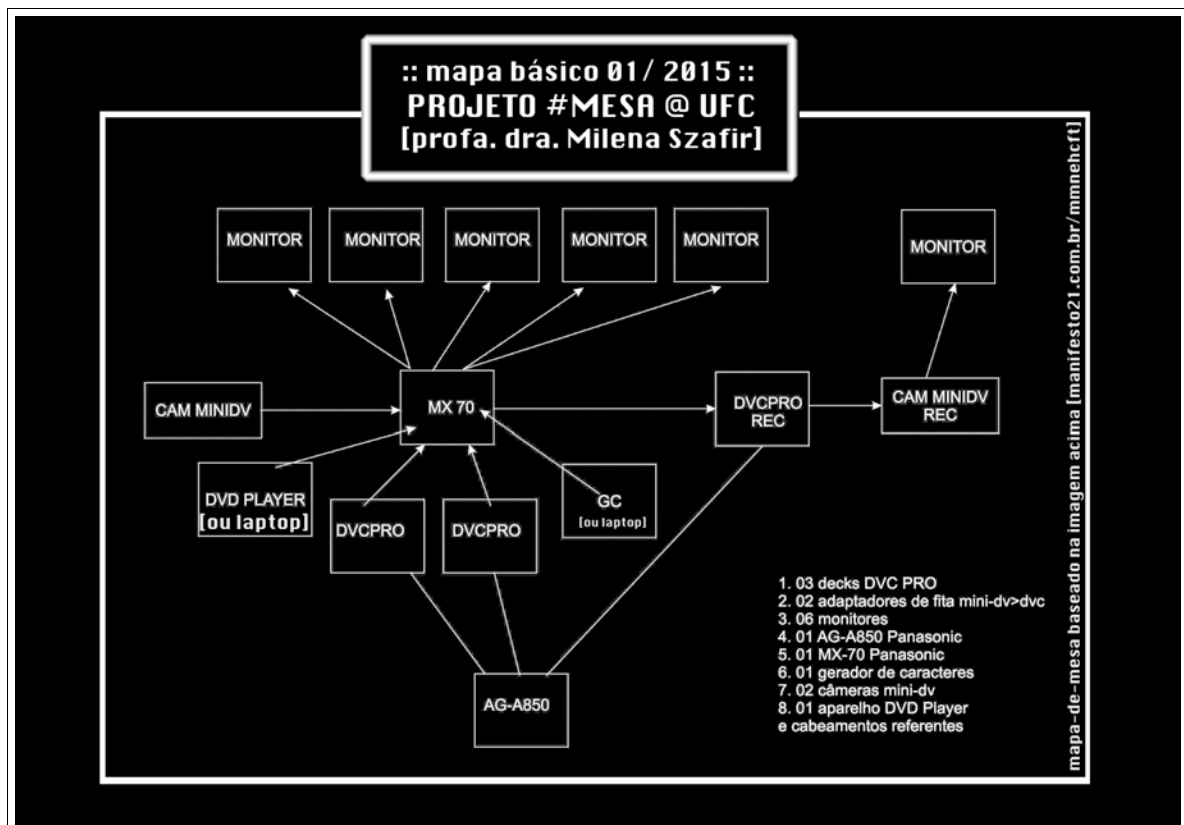 :: mapa básico 01/ 2015 ::
PROJETO #MESA @ UFC
[profa. dra. Milena Szafir]
MONITOR
MONITOR
MONITOR
MONITOR
MONITOR
MONITOR
CAM MINIDV
MX 70
DVCPRO
REC
CAM MINIDV
REC
DVD PLAYER
[ou laptop]
DVCPRO
DVCPRO
GC
[ou laptop]
AG-A850
1. 03 decks DVC PRO
2. 02 adaptadores de fita mini-dv>dvc
3. 06 monitores
4. 01 AG-A850 Panasonic
5. 01 MX-70 Panasonic
6. 01 gerador de caracteres
7. 02 câmeras mini-dv
8. 01 aparelho DVD Player
e cabeamentos referentes
mapa-de-mesa baseado na imagem acima [manifesto21.com.br/mmnehcft]